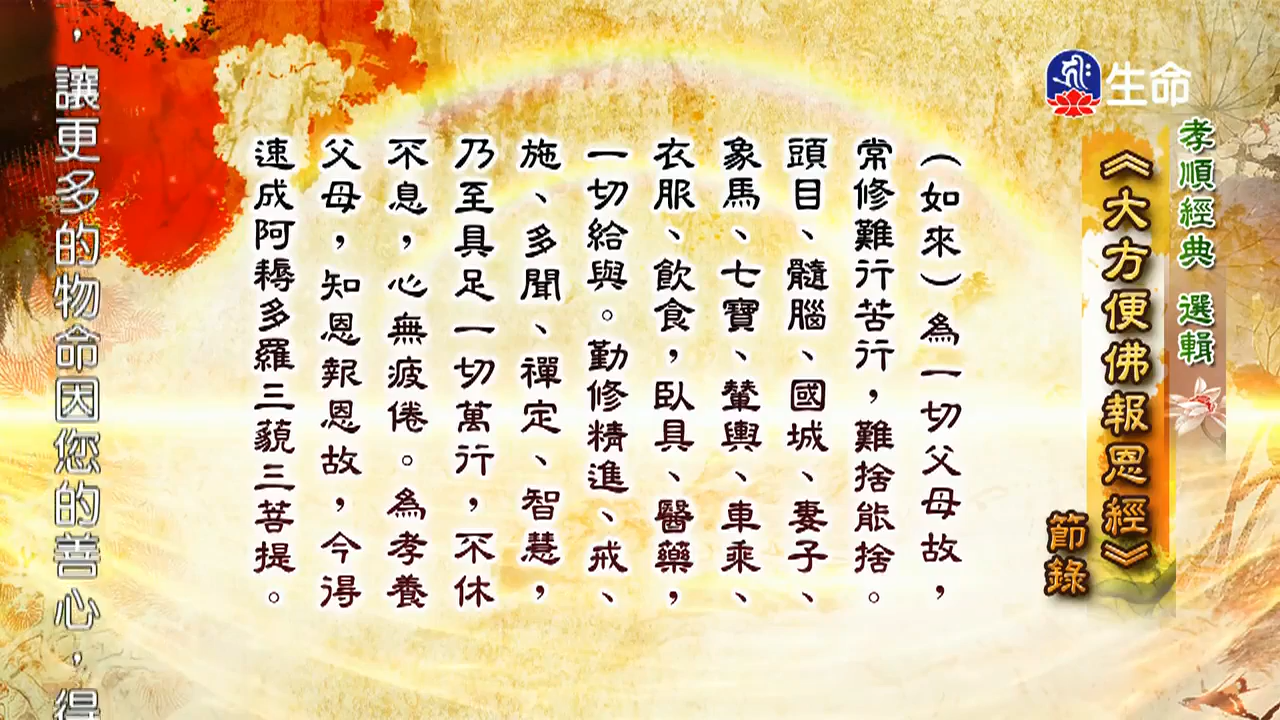 生命
孝順經典 選輯
《大方便佛報恩經》
節錄
（如來）為一切父母故，
常修難行苦行，難捨能捨。
頭目、髓腦、國城、妻子、
象馬、七寶、輦輿、車乘、
衣服、飲食，臥具、醫藥，
一切給與。勤修精進、戒、
施、多聞、禪定、智慧，
乃至具足一切萬行，不休
不息，心無疲倦。為孝養
父母，知恩報恩故，今得
速成阿耨多羅三藐三菩提。
，讓更多的物命因您的善心，得